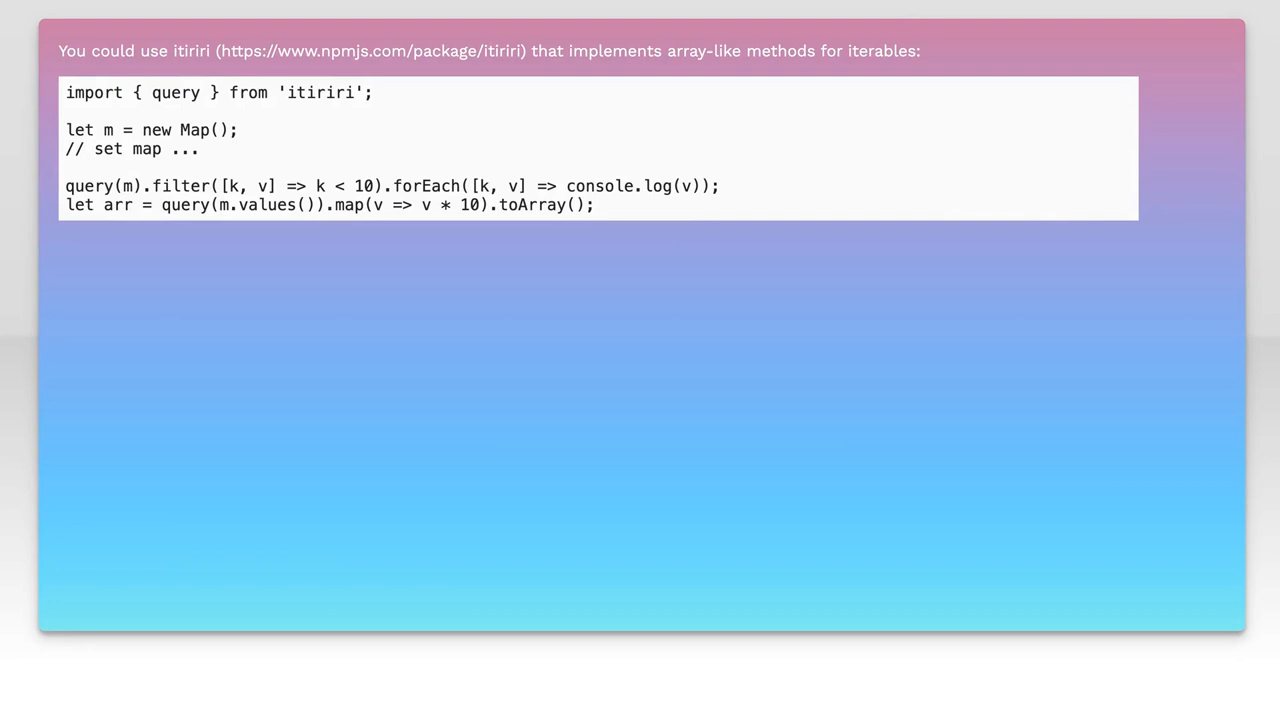 You could use itiriri (https://www.npmjs.com/package/itiriri) that implements array-like methods for iterables:
import { query } from 'itiriri';
let m = new Map();
// set map ...
query(m).filter([k, v] => k < 10).forEach([k, v] => console.log(v));
let arr = query(m.values()).map(v => v * 10).toArray();